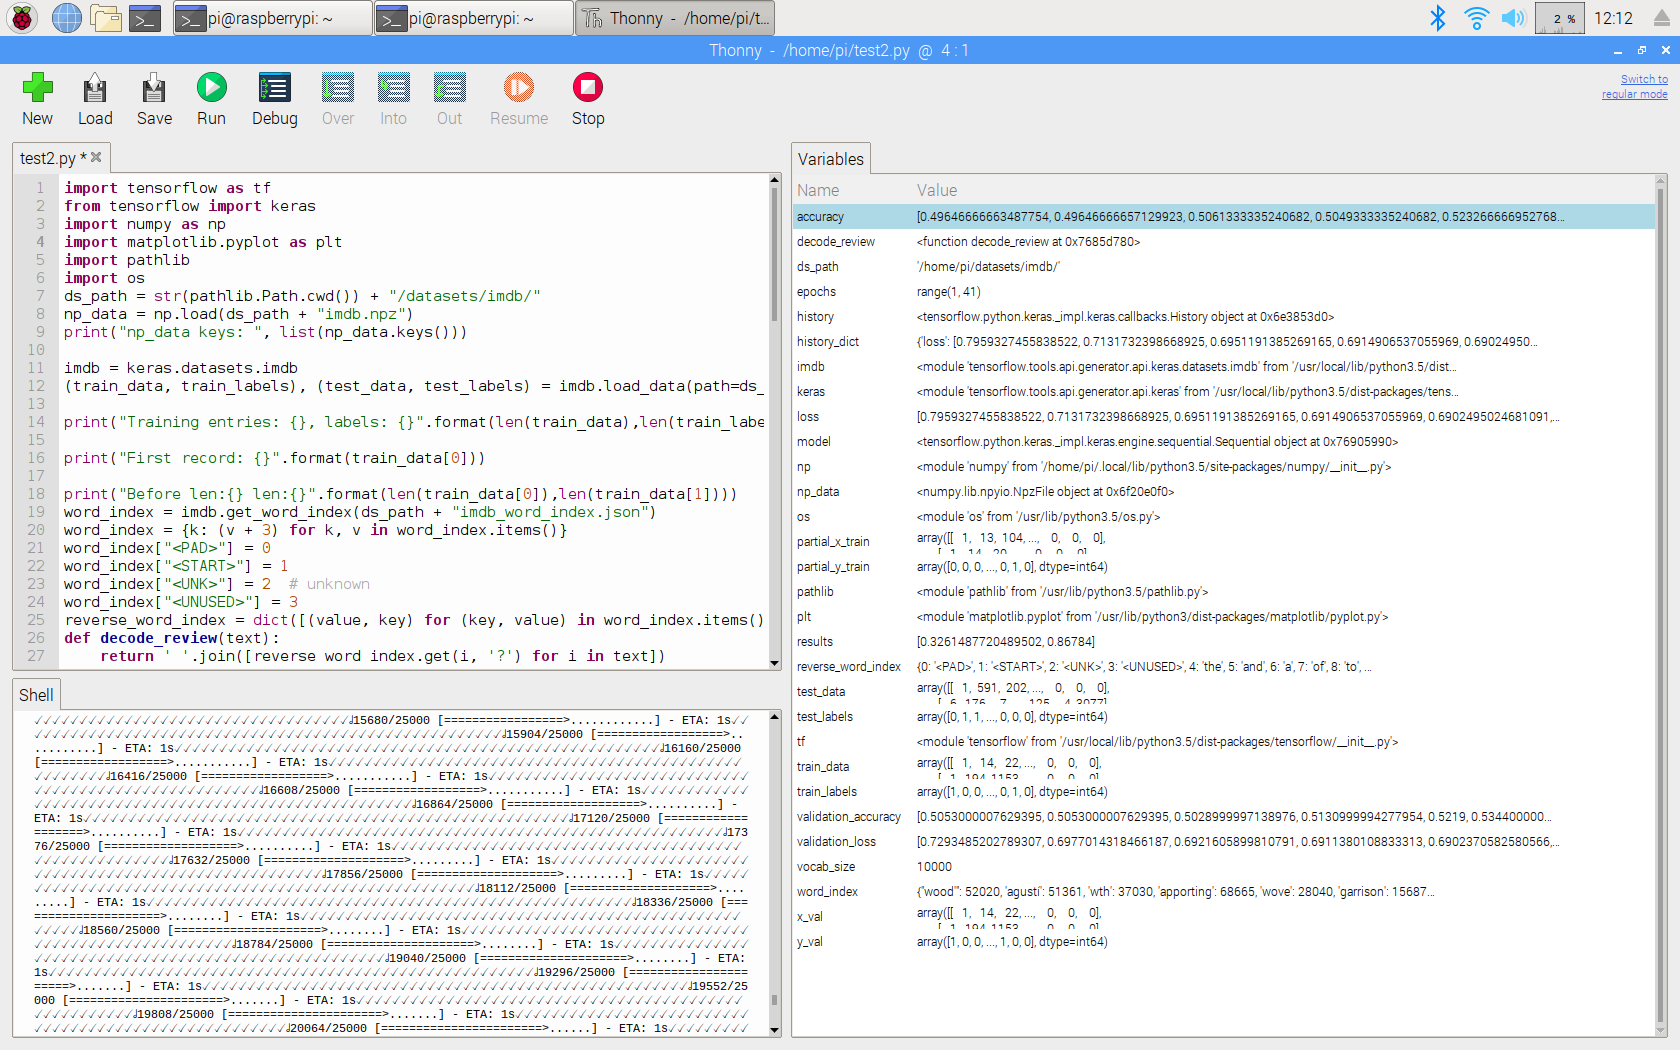 pi@raspberrypi: ~
pi@raspberrypi: ~
Thonny - /home/pi/t...
2 %
12:12
Thonny - /home/pi/test2.py @ 4 : 1
New Load Save Run Debug Over Into Out Resume Stop
Switch to
regular mode
test2.py *
1 import tensorflow as tf
2 from tensorflow import keras
3 import numpy as np
4 import matplotlib.pyplot as plt
5 import pathlib
6 import os
7 ds_path = str(pathlib.Path.cwd()) + "/datasets/imdb/"
8 np_data = np.load(ds_path + "imdb.npz")
9 print("np_data keys: ", list(np_data.keys()))
10
11 imdb = keras.datasets.imdb
12 (train_data, train_labels), (test_data, test_labels) = imdb.load_data(path=ds_
13
14 print("Training entries: {}, labels: {}".format(len(train_data),len(train_labe
15
16 print("First record: {}".format(train_data[0]))
17
18 print("Before len:{} len:{}".format(len(train_data[0]),len(train_data[1])))
19 word_index = imdb.get_word_index(ds_path + "imdb_word_index.json")
20 word_index = {k: (v + 3) for k, v in word_index.items()}
21 word_index["<PAD>"] = 0
22 word_index["<START>"] = 1
23 word_index["<UNK>"] = 2  # unknown
24 word_index["<UNUSED>"] = 3
25 reverse_word_index = dict([(value, key) for (key, value) in word_index.items()
26 def decode_review(text):
27     return ' '.join([reverse_word_index.get(i, '?') for i in text])
Shell
15680/25000 [=================>............] - ETA: 1s
15904/25000 [==================>..
.........] - ETA: 1s 16160/25000
[==================>...........] - ETA: 1s
16416/25000 [==================>...........] - ETA: 1s
16608/25000 [==================>...........] - ETA: 1s
16864/25000 [===================>..........] -
ETA: 1s 17120/25000 [============
=======>..........] - ETA: 1s 173
76/25000 [===================>..........] - ETA: 1s
17632/25000 [====================>.........] - ETA: 1s
17856/25000 [====================>.........] - ETA: 1s
18112/25000 [====================>....
.....] - ETA: 1s 18336/25000 [===
==================>........] - ETA: 1s
18560/25000 [=====================>........] - ETA: 1s
18784/25000 [=====================>........] - ETA: 1s
19040/25000 [=====================>........] - ETA:
1s 19296/25000 [=================
=====>.......] - ETA: 1s 19552/25
000 [======================>.......] - ETA: 1s
19808/25000 [======================>.......] - ETA: 1s
20064/25000 [=======================>......] - ETA: 1s
Variables
Name Value
accuracy [0.49646666663487754, 0.49646666657129923, 0.5061333335240682, 0.5049333335240682, 0.523266666952768...
decode_review <function decode_review at 0x7685d780>
ds_path '/home/pi/datasets/imdb/'
epochs range(1, 41)
history <tensorflow.python.keras._impl.keras.callbacks.History object at 0x6e3853d0>
history_dict {'loss': [0.7959327455838522, 0.7131732398668925, 0.6951191385269165, 0.6914906537055969, 0.69024950...
imdb <module 'tensorflow.tools.api.generator.api.keras.datasets.imdb' from '/usr/local/lib/python3.5/dist...
keras <module 'tensorflow.tools.api.generator.api.keras' from '/usr/local/lib/python3.5/dist-packages/tens...
loss [0.7959327455838522, 0.7131732398668925, 0.6951191385269165, 0.6914906537055969, 0.6902495024681091,...
model <tensorflow.python.keras._impl.keras.engine.sequential.Sequential object at 0x76905990>
np <module 'numpy' from '/home/pi/.local/lib/python3.5/site-packages/numpy/__init__.py'>
np_data <numpy.lib.npyio.NpzFile object at 0x6f20e0f0>
os <module 'os' from '/usr/lib/python3.5/os.py'>
partial_x_train array([[ 1, 13, 104, ..., 0, 0, 0],
[ 1, 14, 20, ..., 0, 0, 0],
partial_y_train array([0, 0, 0, ..., 0, 1, 0], dtype=int64)
pathlib <module 'pathlib' from '/usr/lib/python3.5/pathlib.py'>
plt <module 'matplotlib.pyplot' from '/usr/lib/python3/dist-packages/matplotlib/pyplot.py'>
results [0.3261487720489502, 0.86784]
reverse_word_index {0: '<PAD>', 1: '<START>', 2: '<UNK>', 3: '<UNUSED>', 4: 'the', 5: 'and', 6: 'a', 7: 'of', 8: 'to', ...
test_data array([[ 1, 591, 202, ..., 0, 0, 0],
[ 6, 176, 7, ..., 125, 4, 3077],
test_labels array([0, 1, 1, ..., 0, 0, 0], dtype=int64)
tf <module 'tensorflow' from '/usr/local/lib/python3.5/dist-packages/tensorflow/__init__.py'>
train_data array([[ 1, 14, 22, ..., 0, 0, 0],
[ 1, 194, 1153, ..., 0, 0, 0],
train_labels array([1, 0, 0, ..., 0, 1, 0], dtype=int64)
validation_accuracy [0.5053000007629395, 0.5053000007629395, 0.5028999997138976, 0.5130999994277954, 0.5219, 0.534400000...
validation_loss [0.7293485202789307, 0.6977014318466187, 0.6921605899810791, 0.6911380108833313, 0.6902370582580566,...
vocab_size 10000
word_index {"wood'": 52020, 'agusti': 51361, 'wth': 37030, 'apporting': 68665, 'wove': 28040, 'garrison': 15687...
x_val array([[ 1, 14, 22, ..., 0, 0, 0],
[ 1, 194, 1153, ..., 0, 0, 0],
y_val array([1, 0, 0, ..., 1, 0, 0], dtype=int64)